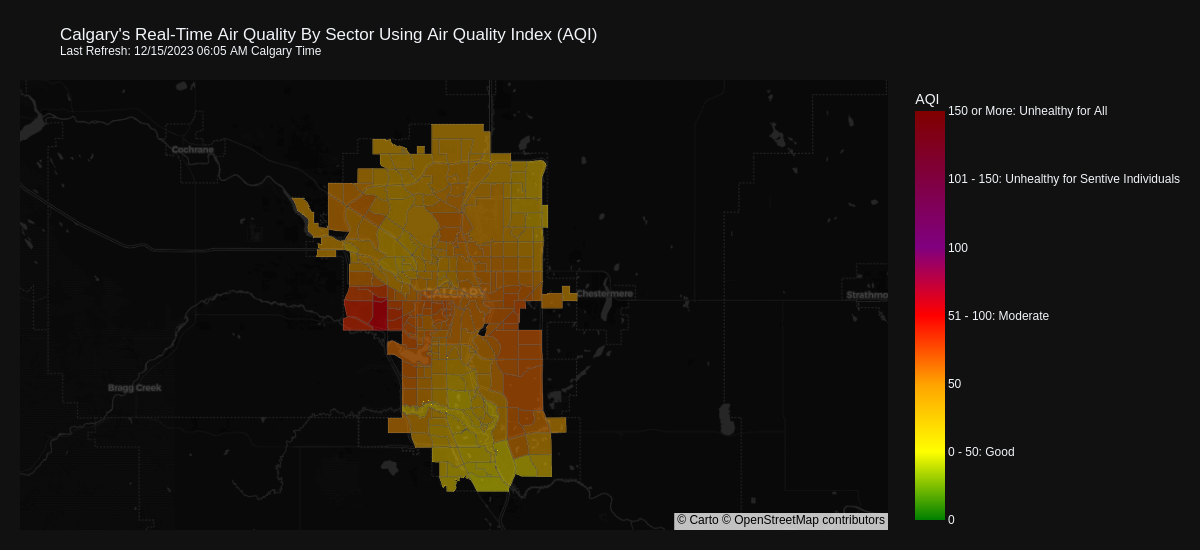 Calgary's Real-Time Air Quality By Sector Using Air Quality Index (AQI)
Last Refresh: 12/15/2023 06:05 AM Calgary Time
AQI
150 or More: Unhealthy for All
101 - 150: Unhealthy for Sentive Individuals
100
51 - 100: Moderate
50
0 - 50: Good
0
Cochrane
CALGARY
Chestermere
Strathmo
Bragg Creek
© Carto © OpenStreetMap contributors